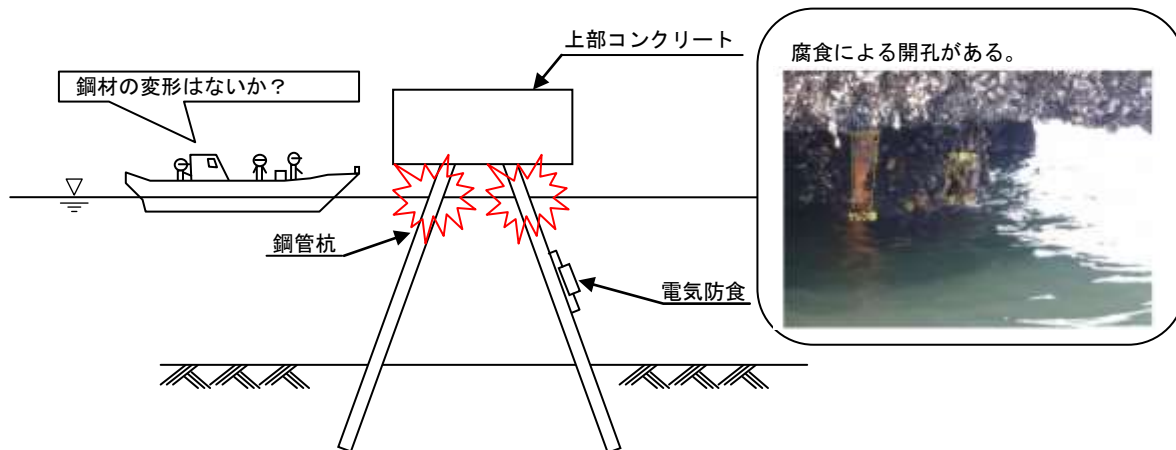 上部コンクリート
腐食による開孔がある。
鋼材の変形はないか？
鋼管杭
電気防食